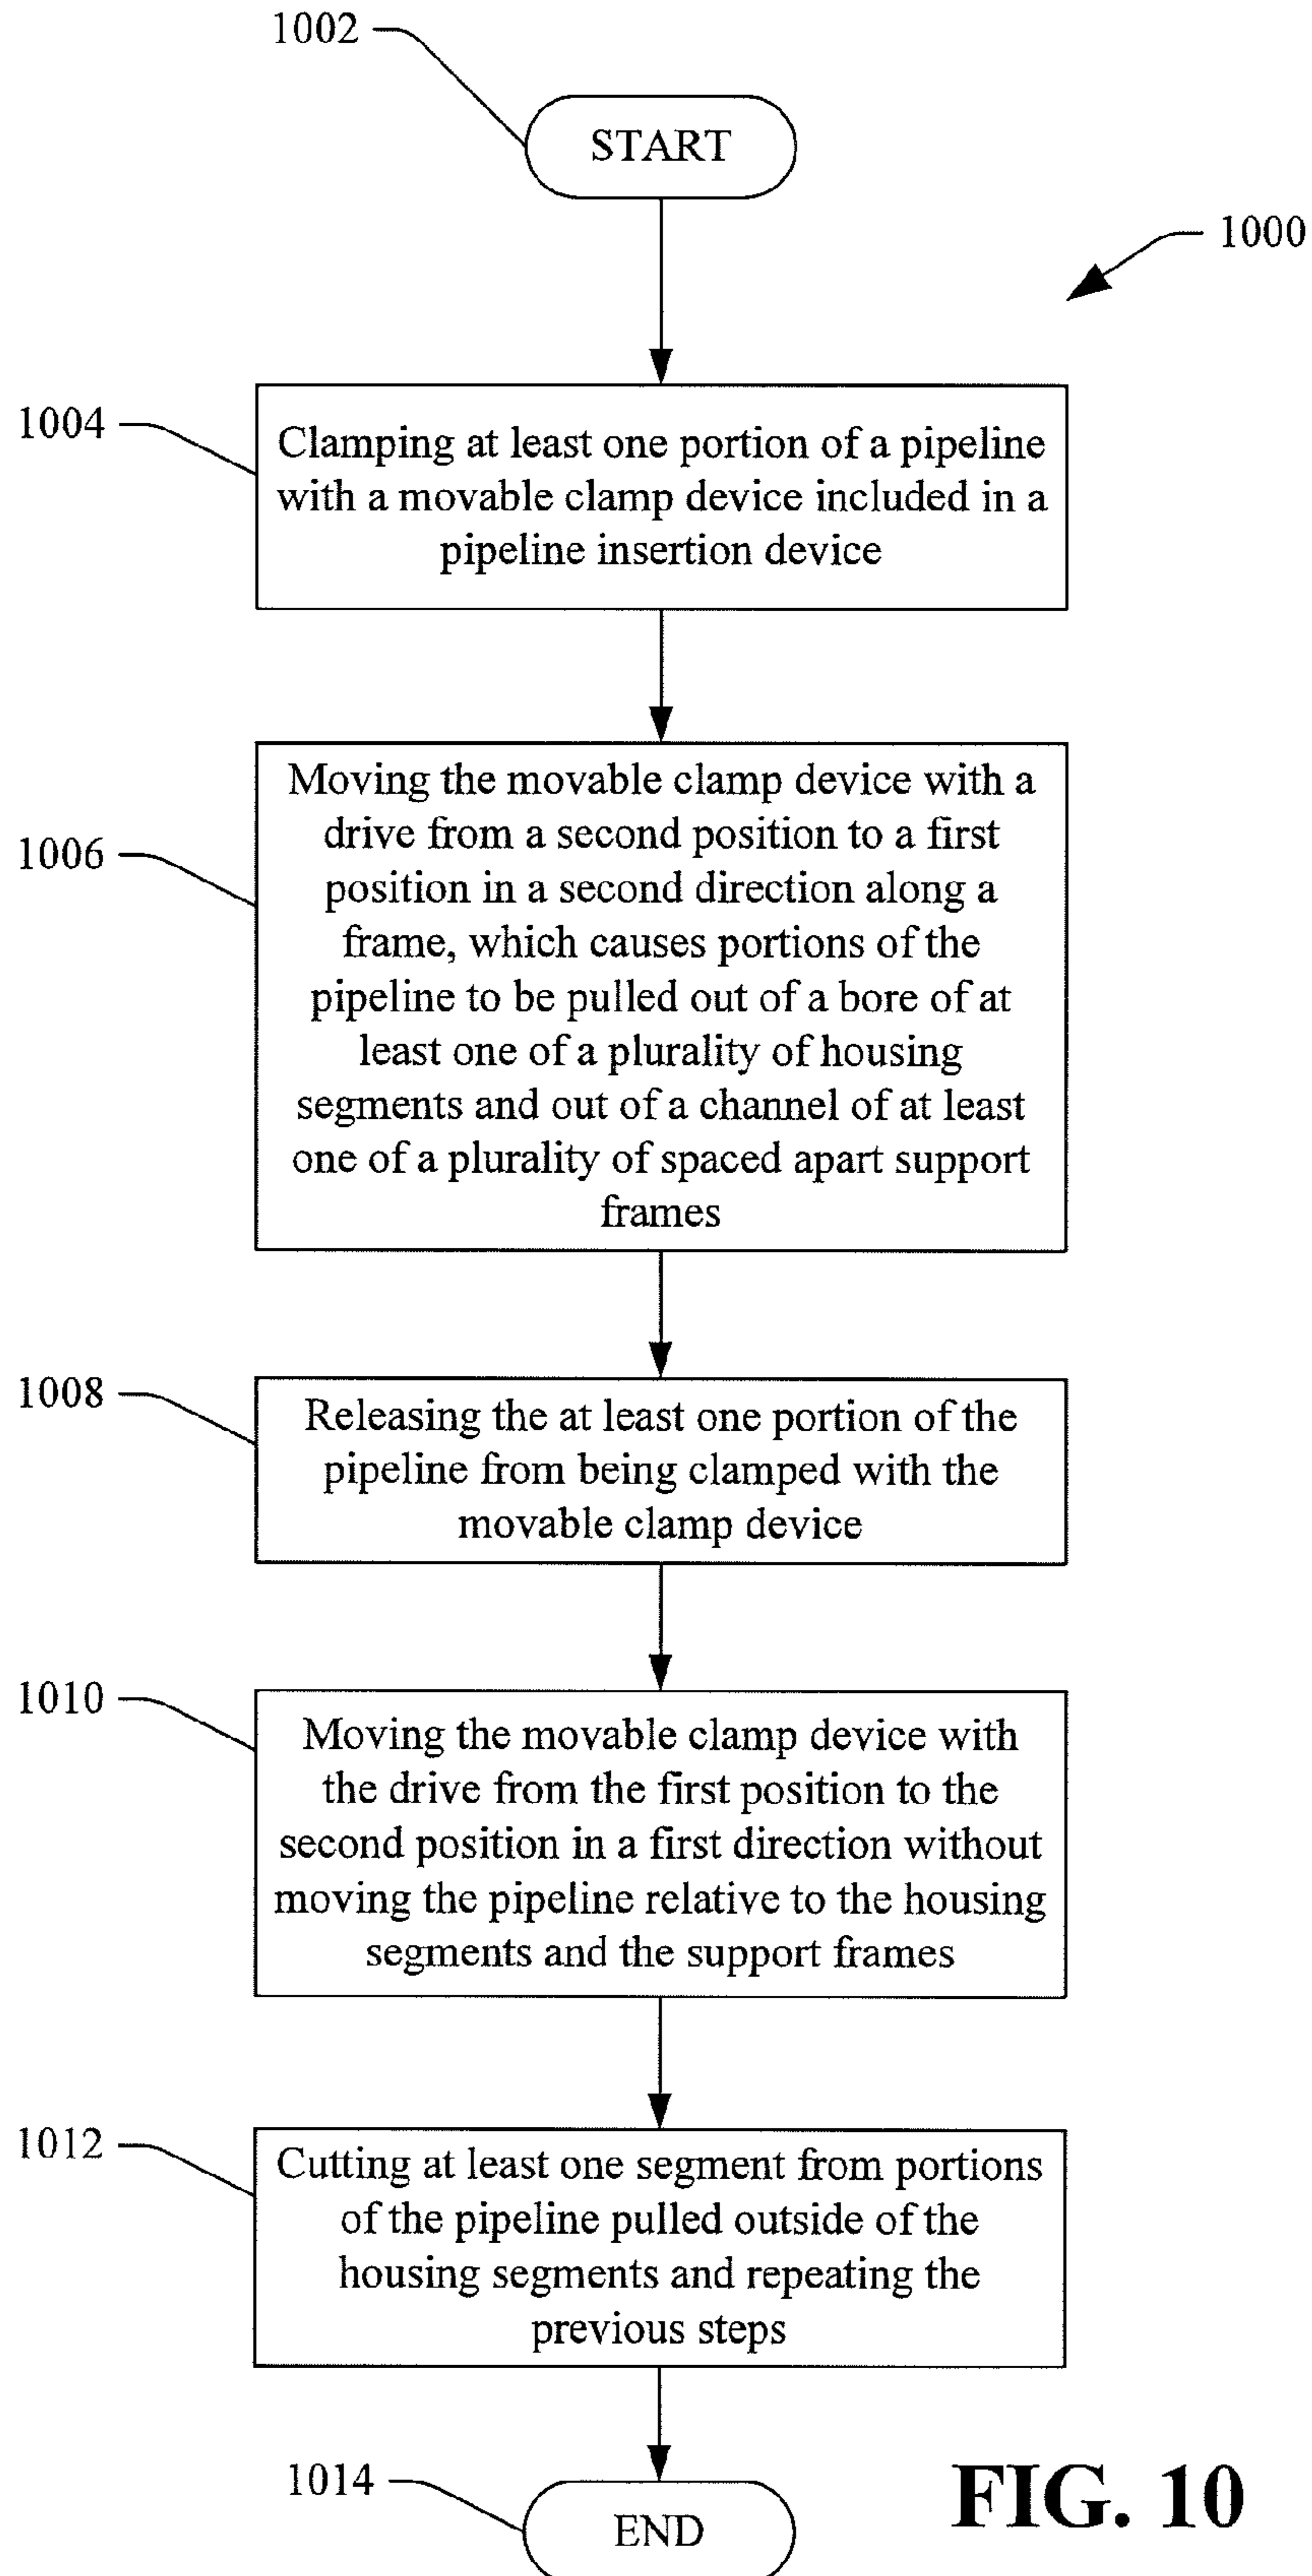 1002
START
1000
1004
Clamping at least one portion of a pipeline
with a movable clamp device included in a
pipeline insertion device
1006
Moving the movable clamp device with a
drive from a second position to a first
position in a second direction along a
frame, which causes portions of the
pipeline to be pulled out of a bore of at
least one of a plurality of housing
segments and out of a channel of at least
one of a plurality of spaced apart support
frames
1008
Releasing the at least one portion of the
pipeline from being clamped with the
movable clamp device
1010
Moving the movable clamp device with
the drive from the first position to the
second position in a first direction without
moving the pipeline relative to the housing
segments and the support frames
1012
Cutting at least one segment from portions
of the pipeline pulled outside of the
housing segments and repeating the
previous steps
1014
END
FIG. 10